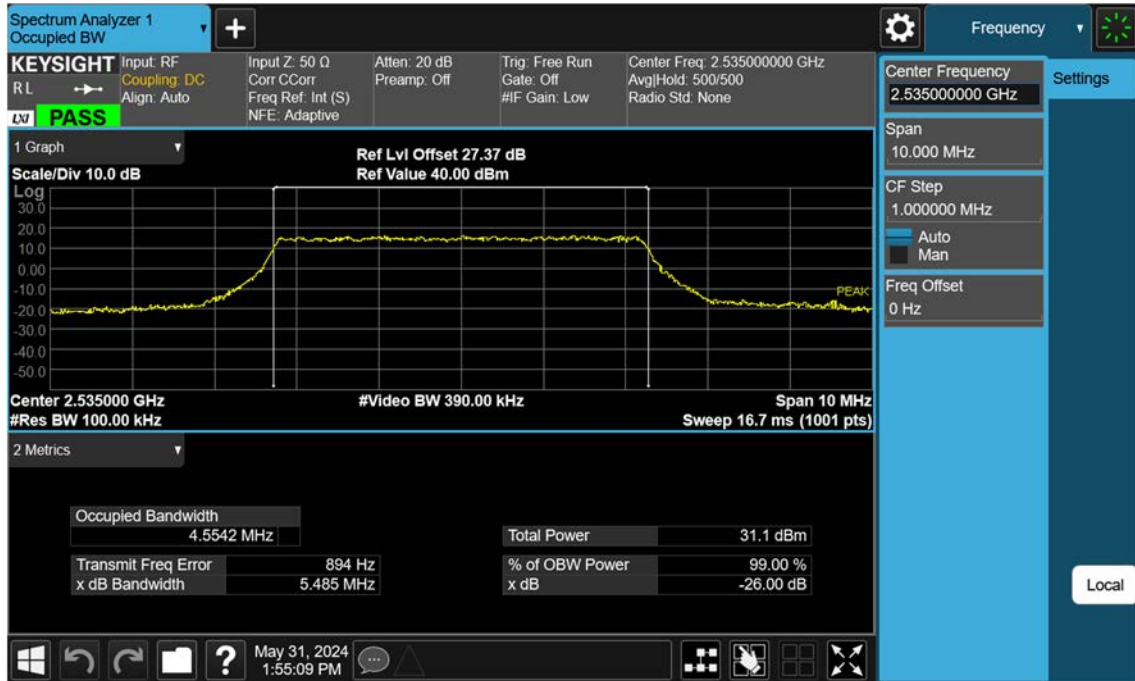 Spectrum Analyzer 1
Occupied BW
+
Frequency
KEYSIGHT
R L
LXI
PASS
Input: RF
Coupling: DC
Align: Auto
Input Z: 50 Ω
Corr CCorr
Freq Ref: Int (S)
NFE: Adaptive
Atten: 20 dB
Preamp: Off
Trig: Free Run
Gate: Off
#IF Gain: Low
Center Freq: 2.535000000 GHz
Avg|Hold: 500/500
Radio Std: None
1 Graph
Scale/Div 10.0 dB
Ref Lvl Offset 27.37 dB
Ref Value 40.00 dBm
Log
30.0
20.0
10.0
0.00
-10.0
-20.0
-30.0
-40.0
-50.0
PEAK
Center 2.535000 GHz
#Video BW 390.00 kHz
Span 10 MHz
#Res BW 100.00 kHz
Sweep 16.7 ms (1001 pts)
2 Metrics
Occupied Bandwidth
4.5542 MHz
Total Power 31.1 dBm
Transmit Freq Error 894 Hz
% of OBW Power 99.00 %
x dB Bandwidth 5.485 MHz
x dB -26.00 dB
Center Frequency
2.535000000 GHz
Settings
Span
10.000 MHz
CF Step
1.000000 MHz
Auto
Man
Freq Offset
0 Hz
Local
?
May 31, 2024
1:55:09 PM